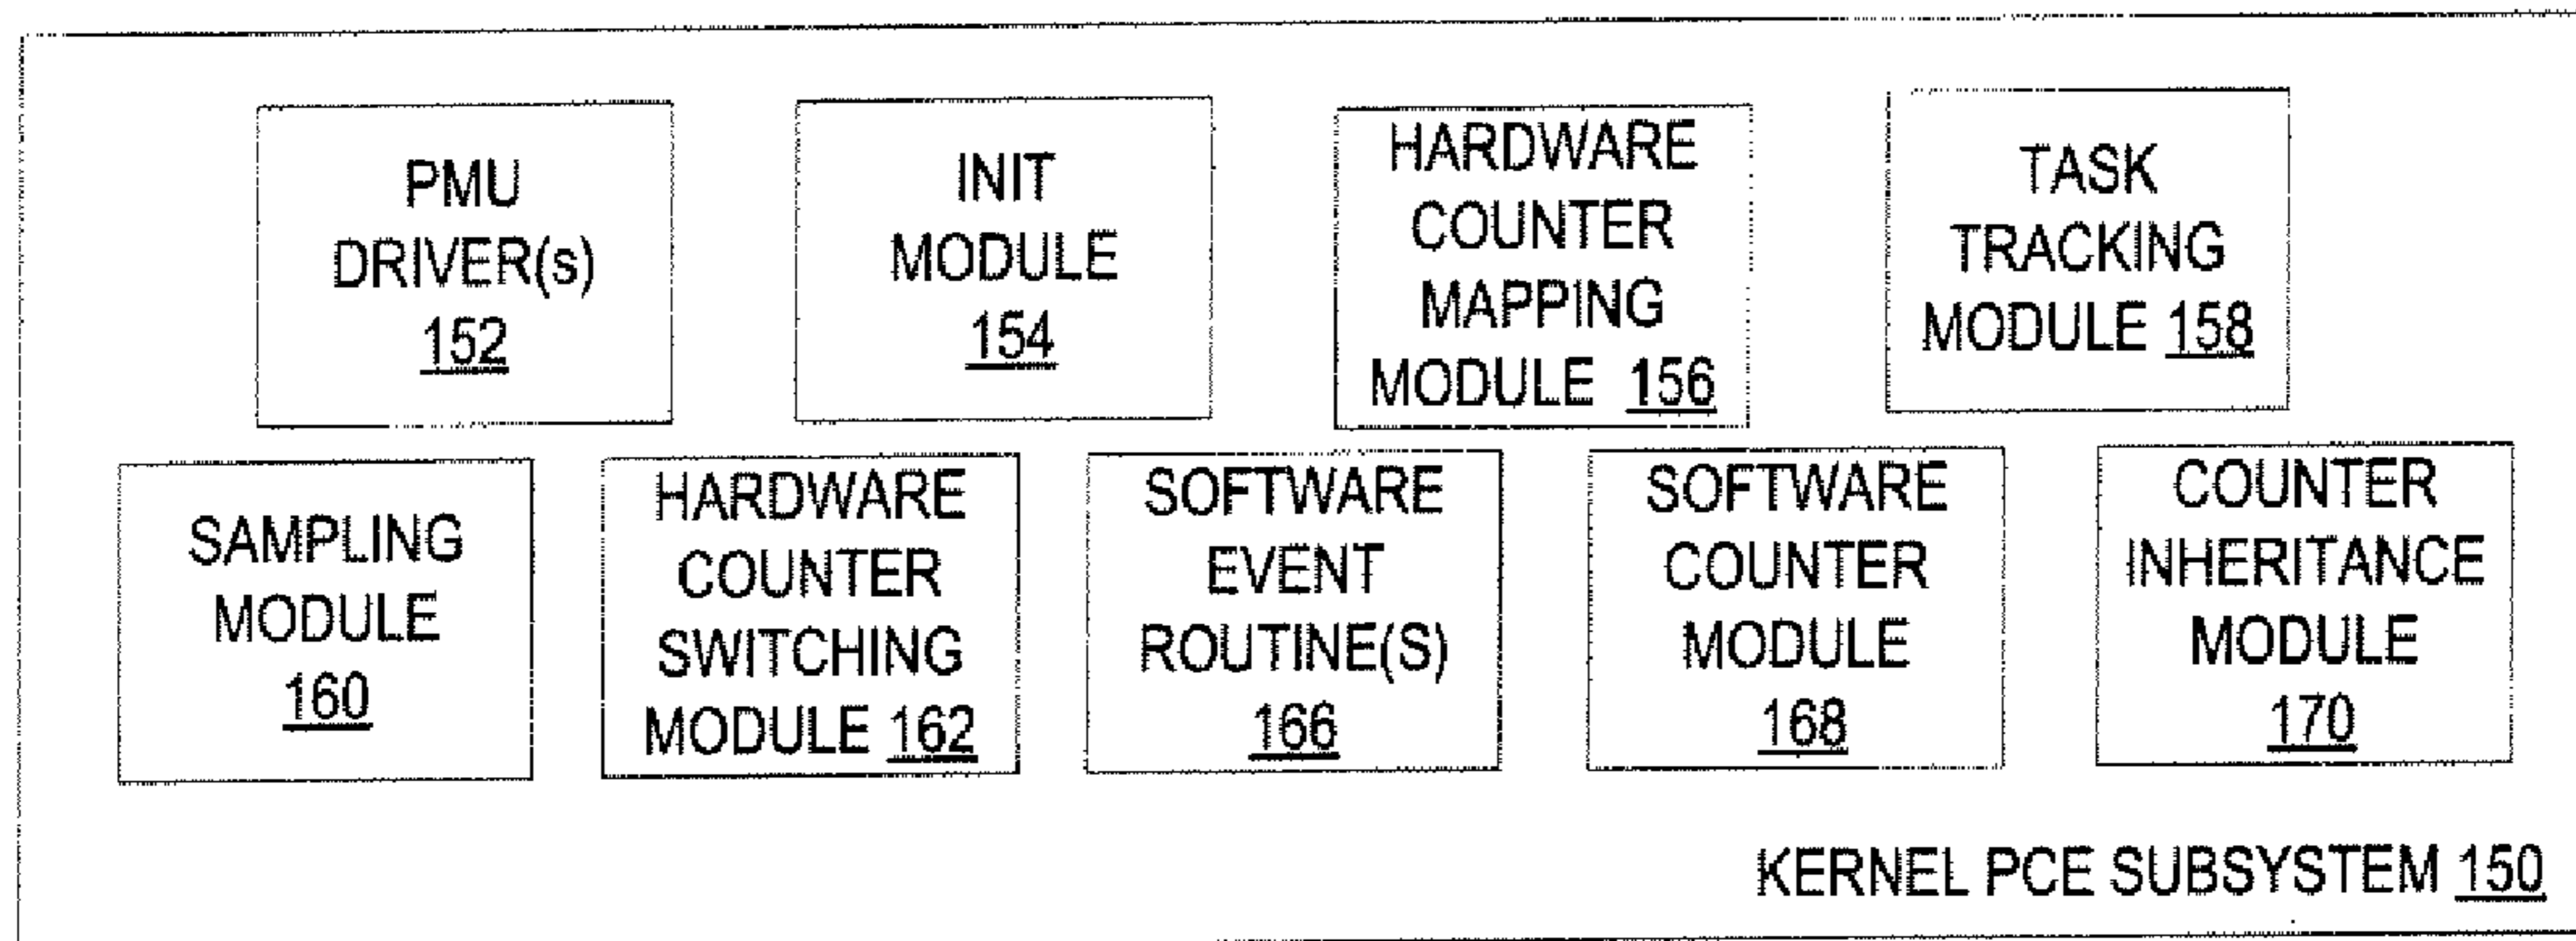 PMU
DRIVER(s)
152
INIT
MODULE
154
HARDWARE
COUNTER
MAPPING
MODULE 156
TASK
TRACKING
MODULE 158
SAMPLING
MODULE
160
HARDWARE
COUNTER
SWITCHING
MODULE 162
SOFTWARE
EVENT
ROUTINE(S)
166
SOFTWARE
COUNTER
MODULE
168
COUNTER
INHERITANCE
MODULE
170
KERNEL PCE SUBSYSTEM 150